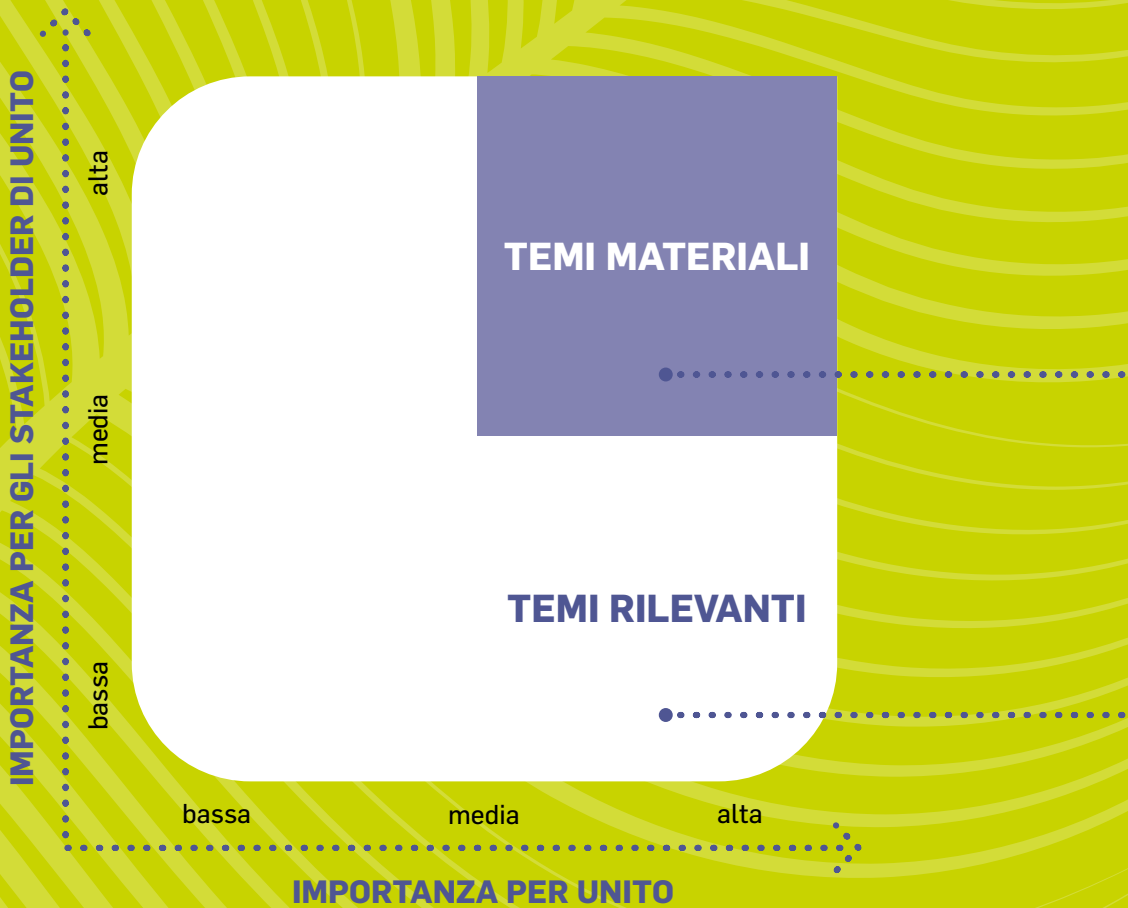 IMPORTANZA PER GLI STAKEHOLDER DI UNITO
alta
media
bassa
TEMI MATERIALI
TEMI RILEVANTI
bassa media alta
IMPORTANZA PER UNITO